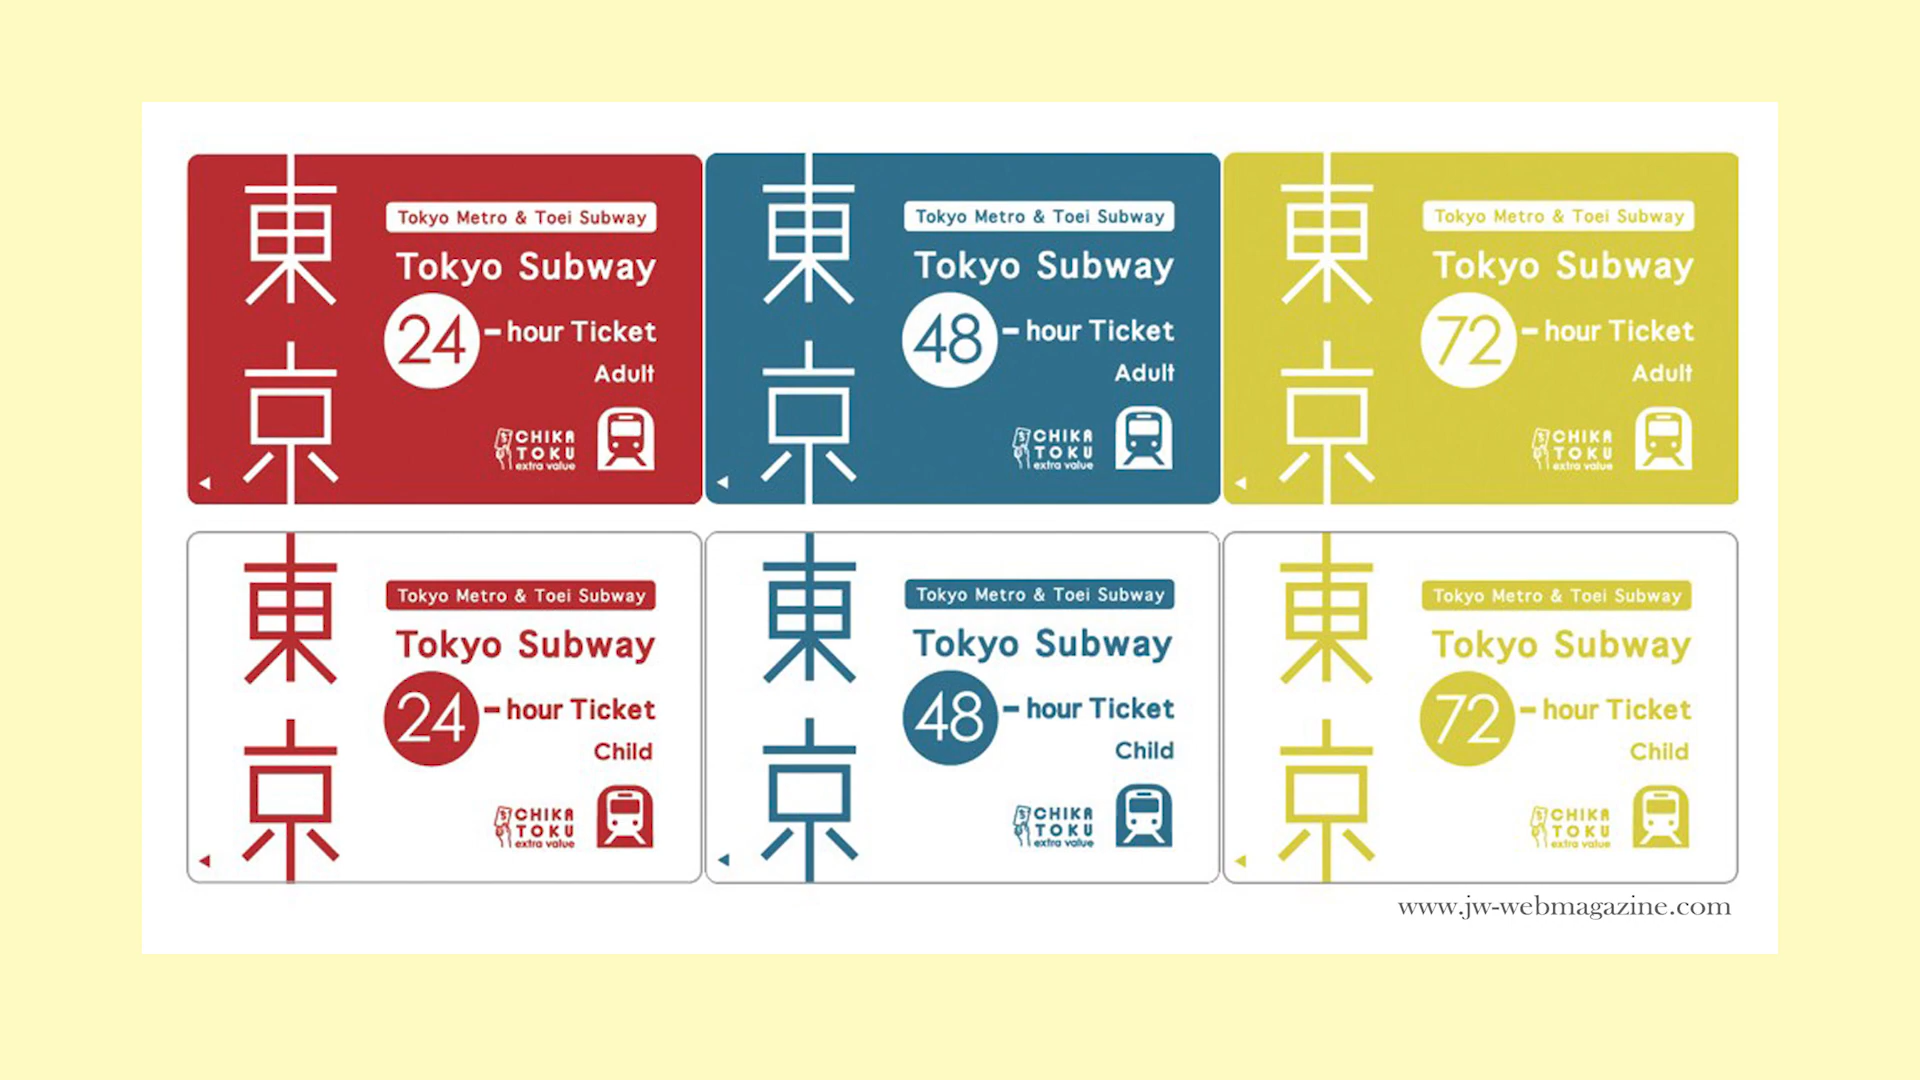 東京
Tokyo Metro & Toei Subway
Tokyo Subway
24-hour Ticket
Adult
CHIKA
TOKU
extra value
東京
Tokyo Metro & Toei Subway
Tokyo Subway
48-hour Ticket
Adult
CHIKA
TOKU
extra value
東京
Tokyo Metro & Toei Subway
Tokyo Subway
72-hour Ticket
Adult
CHIKA
TOKU
extra value
東京
Tokyo Metro & Toei Subway
Tokyo Subway
24-hour Ticket
Child
CHIKA
TOKU
extra value
東京
Tokyo Metro & Toei Subway
Tokyo Subway
48-hour Ticket
Child
CHIKA
TOKU
extra value
東京
Tokyo Metro & Toei Subway
Tokyo Subway
72-hour Ticket
Child
CHIKA
TOKU
extra value
www.jw-webmagazine.com